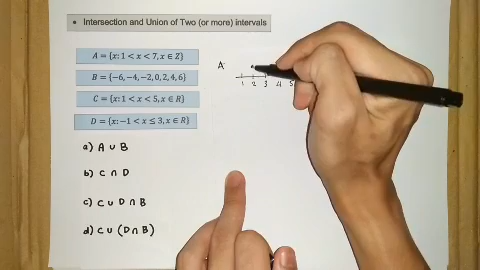 • Intersection and Union of Two (or more) intervals
A = {x: 1 < x < 7, x ∈ Z}
B = {−6, −4, −2, 0, 2, 4, 6}
C = {x: 1 < x < 5, x ∈ R}
D = {x: −1 < x ≤ 3, x ∈ R}
A:
1 2 3 4 5
a) A ∪ B
b) C ∩ D
c) C ∪ D ∩ B
d) C ∪ (D ∩ B)